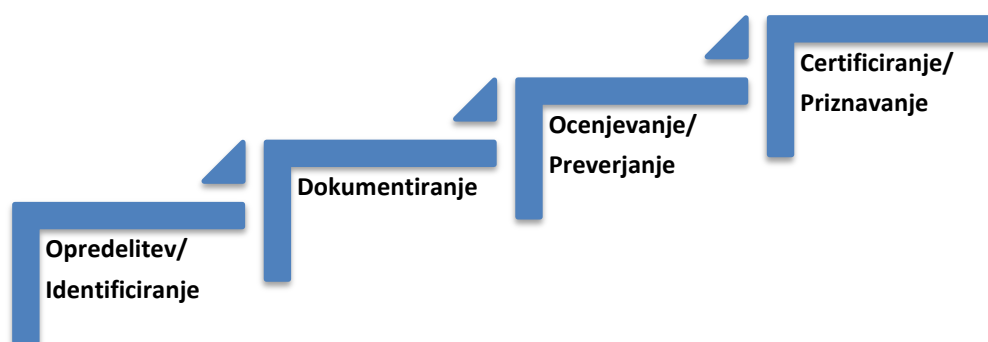 Opredelitev/
Identificiranje
Dokumentiranje
Ocenjevanje/
Preverjanje
Certificiranje/
Priznavanje